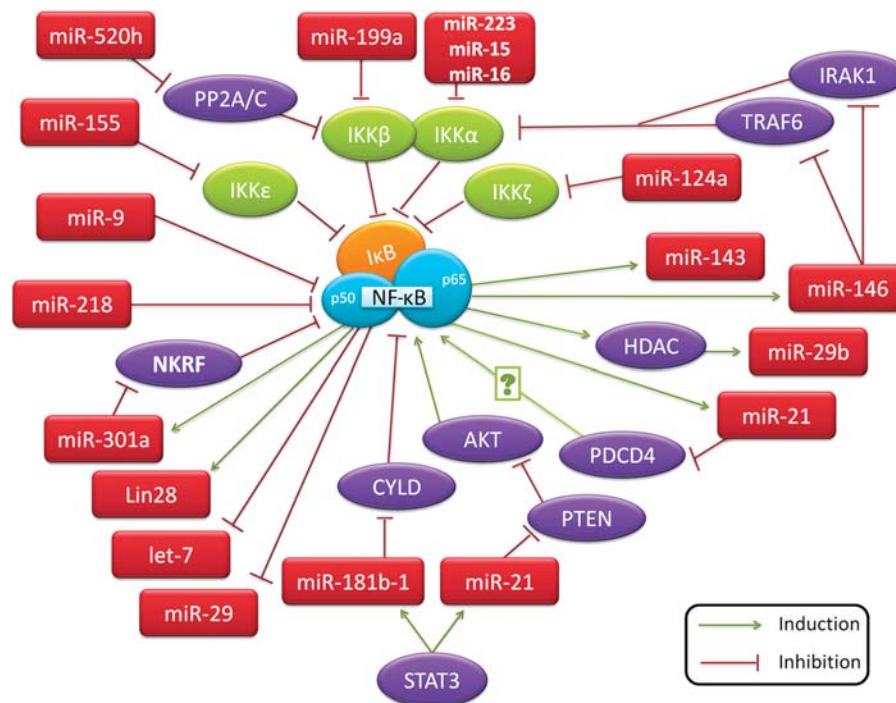 miR-520h
miR-199a
miR-223
miR-15
miR-16
IRAK1
PP2A/C
TRAF6
miR-155
IKKβ
IKKα
IKKε
IKKζ
miR-124a
miR-9
IκB
miR-143
p50
NF-κB
p65
miR-218
miR-146
HDAC
miR-29b
NKRF
?
miR-21
miR-301a
AKT
PDCD4
Lin28
CYLD
PTEN
let-7
miR-181b-1
miR-21
miR-29
Induction
Inhibition
STAT3